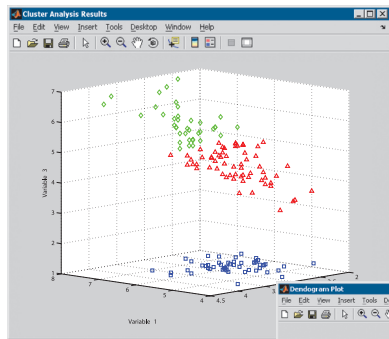 Cluster Analysis Results
File Edit View Insert Tools Desktop Window Help
7
6
5
4
3
2
1
Variable 3
8
7
6
5
4
Variable 1
4.5
4
3
2
Dendogram Plot
File Edit View Insert Tools